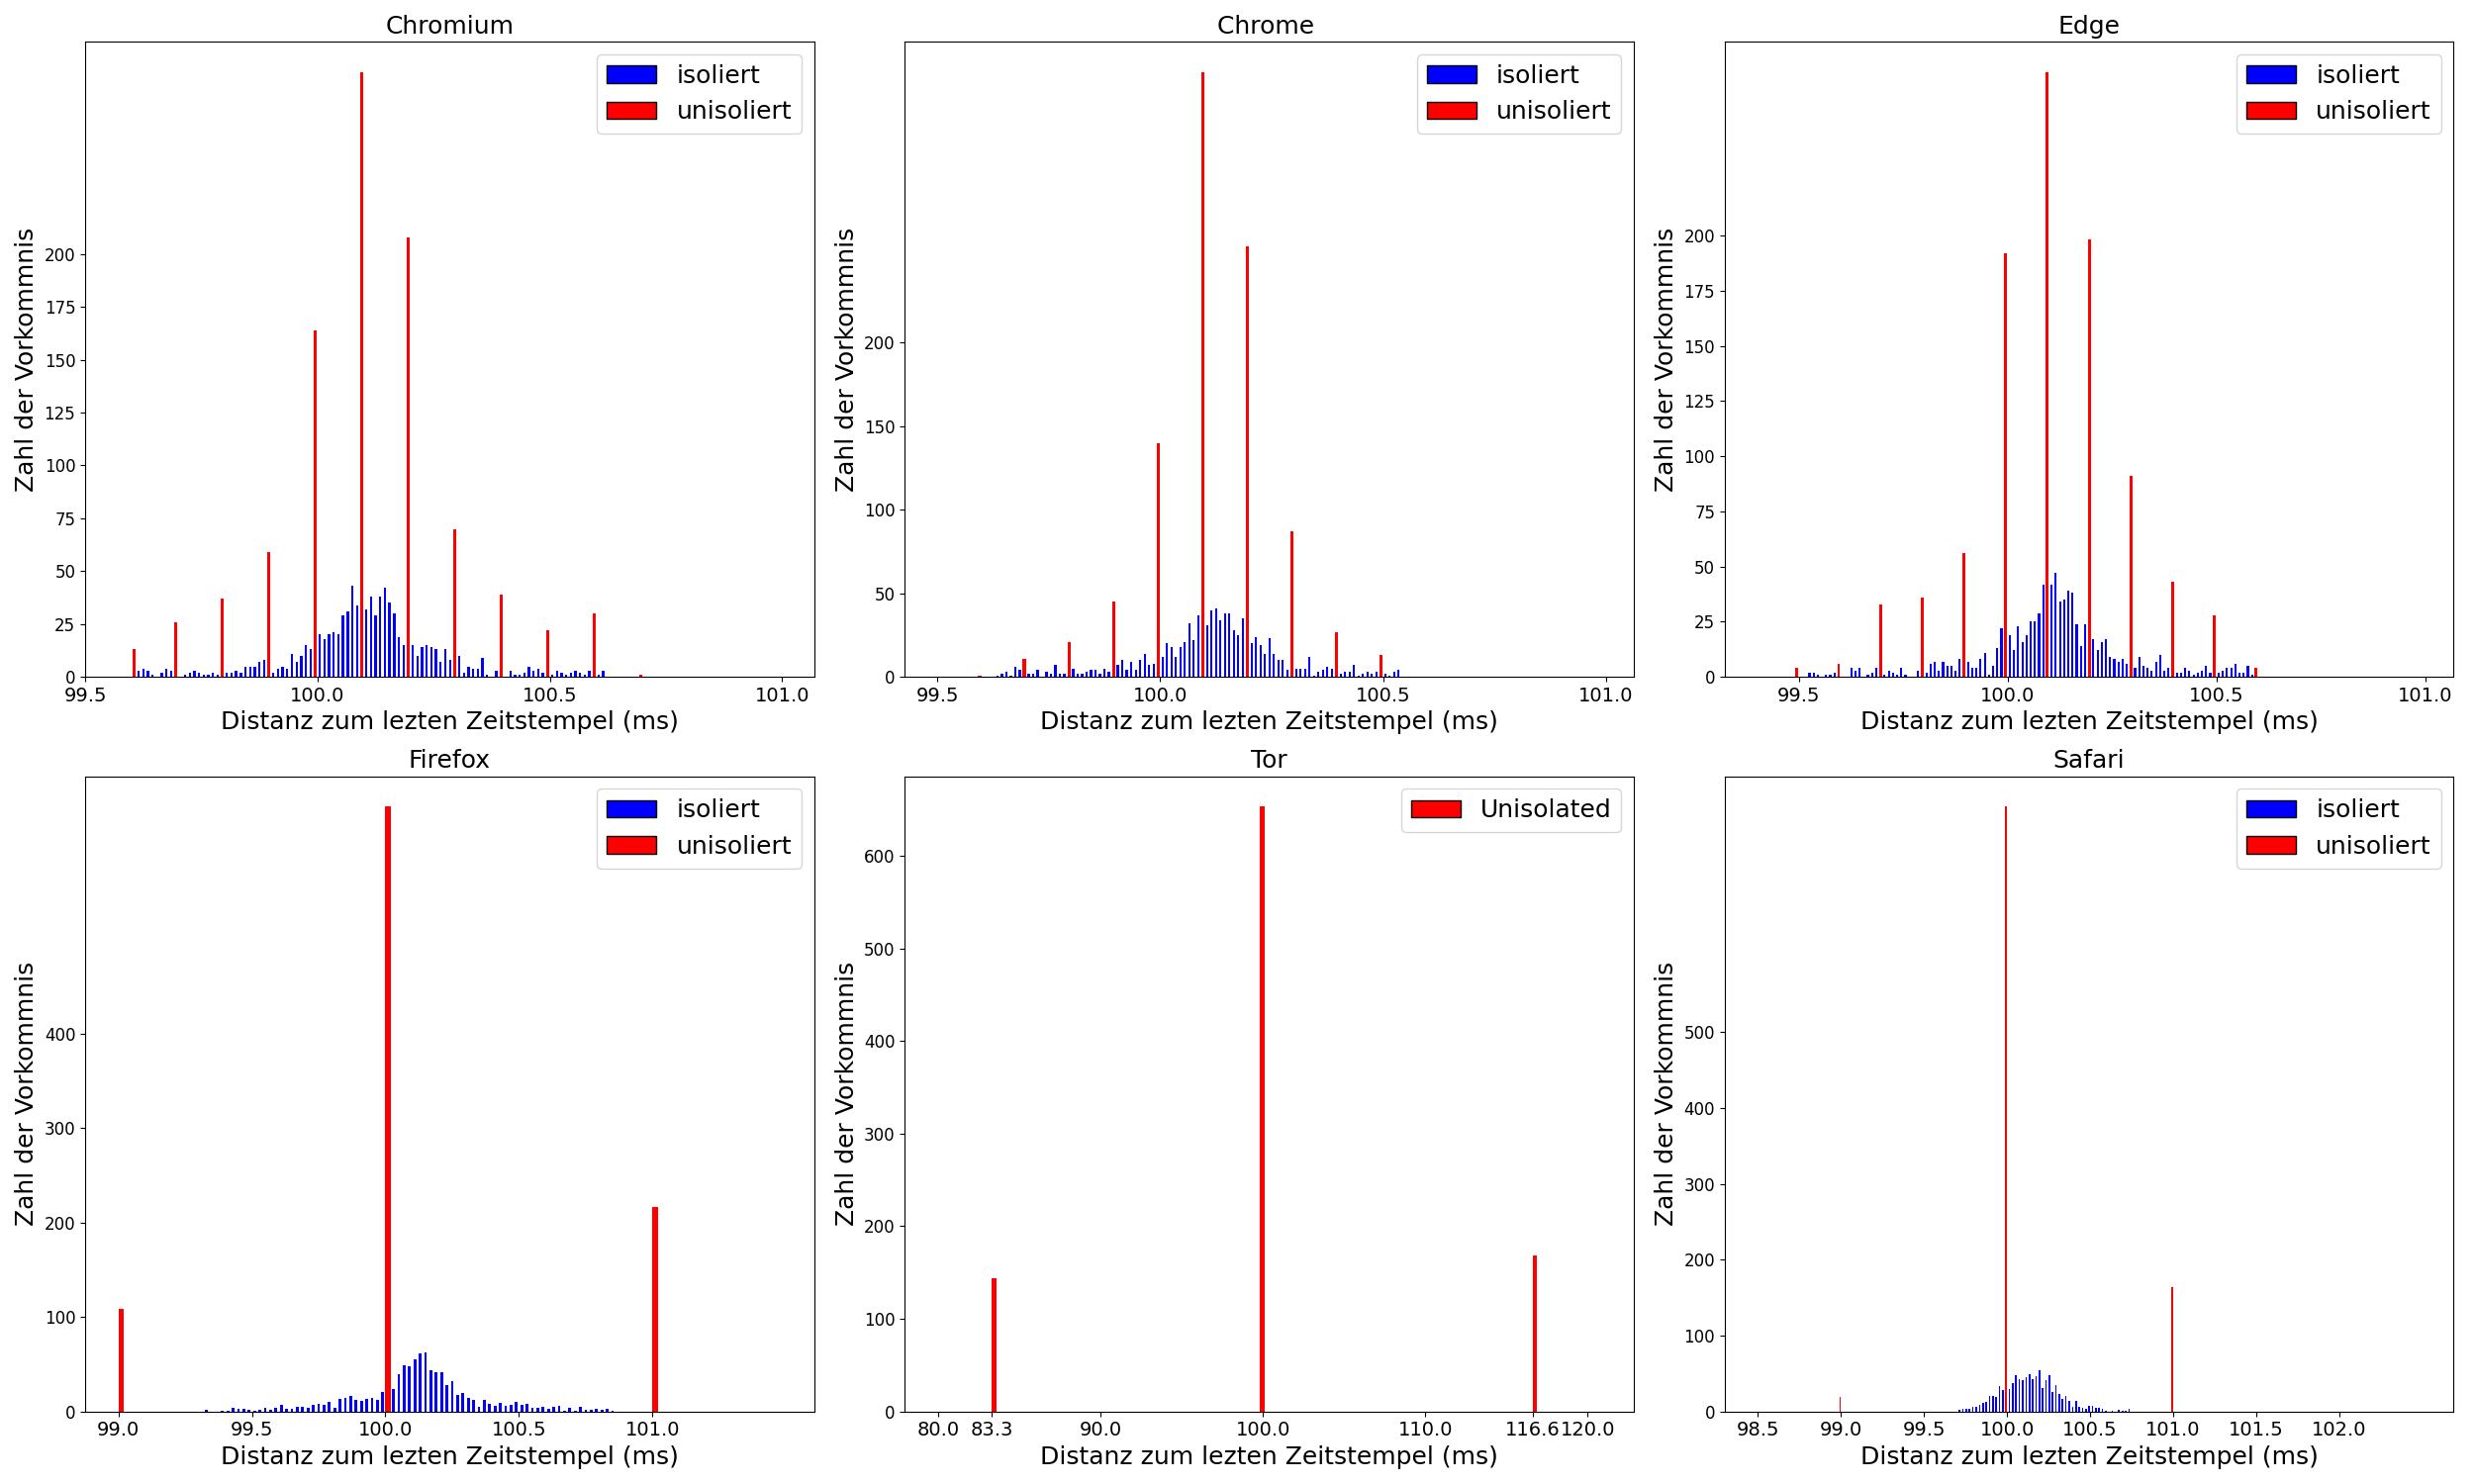 Chromium
isoliert
unisoliert
Zahl der Vorkommnis
200
175
150
125
100
75
50
25
0
99.5 100.0 100.5 101.0
Distanz zum lezten Zeitstempel (ms)
Chrome
isoliert
unisoliert
Zahl der Vorkommnis
200
150
100
50
0
99.5 100.0 100.5 101.0
Distanz zum lezten Zeitstempel (ms)
Edge
isoliert
unisoliert
Zahl der Vorkommnis
200
175
150
125
100
75
50
25
0
99.5 100.0 100.5 101.0
Distanz zum lezten Zeitstempel (ms)
Firefox
isoliert
unisoliert
Zahl der Vorkommnis
400
300
200
100
0
99.0 99.5 100.0 100.5 101.0
Distanz zum lezten Zeitstempel (ms)
Tor
Unisolated
Zahl der Vorkommnis
600
500
400
300
200
100
0
80.0 83.3 90.0 100.0 110.0 116.6 120.0
Distanz zum lezten Zeitstempel (ms)
Safari
isoliert
unisoliert
Zahl der Vorkommnis
500
400
300
200
100
0
98.5 99.0 99.5 100.0 100.5 101.0 101.5 102.0
Distanz zum lezten Zeitstempel (ms)